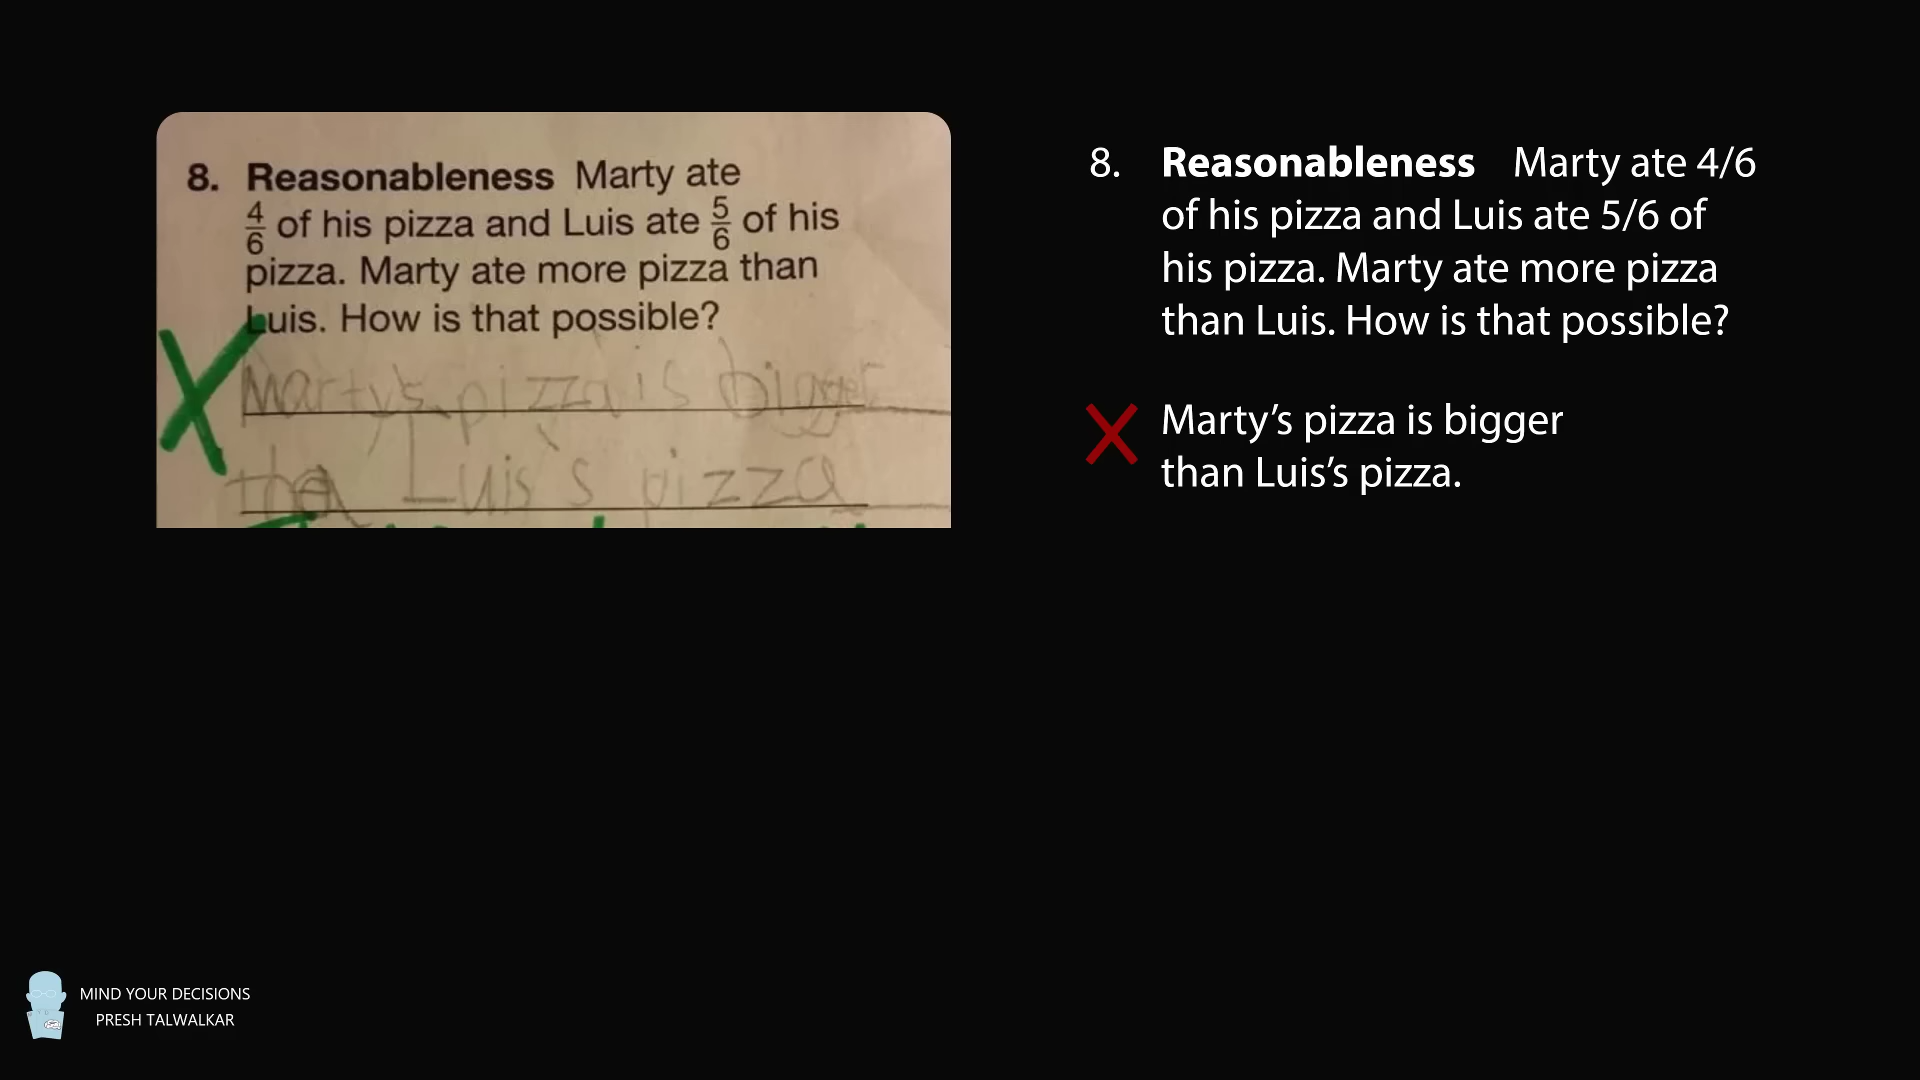 8. Reasonableness Marty ate
4/6 of his pizza and Luis ate 5/6 of his
pizza. Marty ate more pizza than
Luis. How is that possible?
Marty's pizza is bigger
than Luis's pizza
8. Reasonableness Marty ate 4/6
of his pizza and Luis ate 5/6 of
his pizza. Marty ate more pizza
than Luis. How is that possible?
Marty’s pizza is bigger
than Luis’s pizza.
MIND YOUR DECISIONS
PRESH TALWALKAR